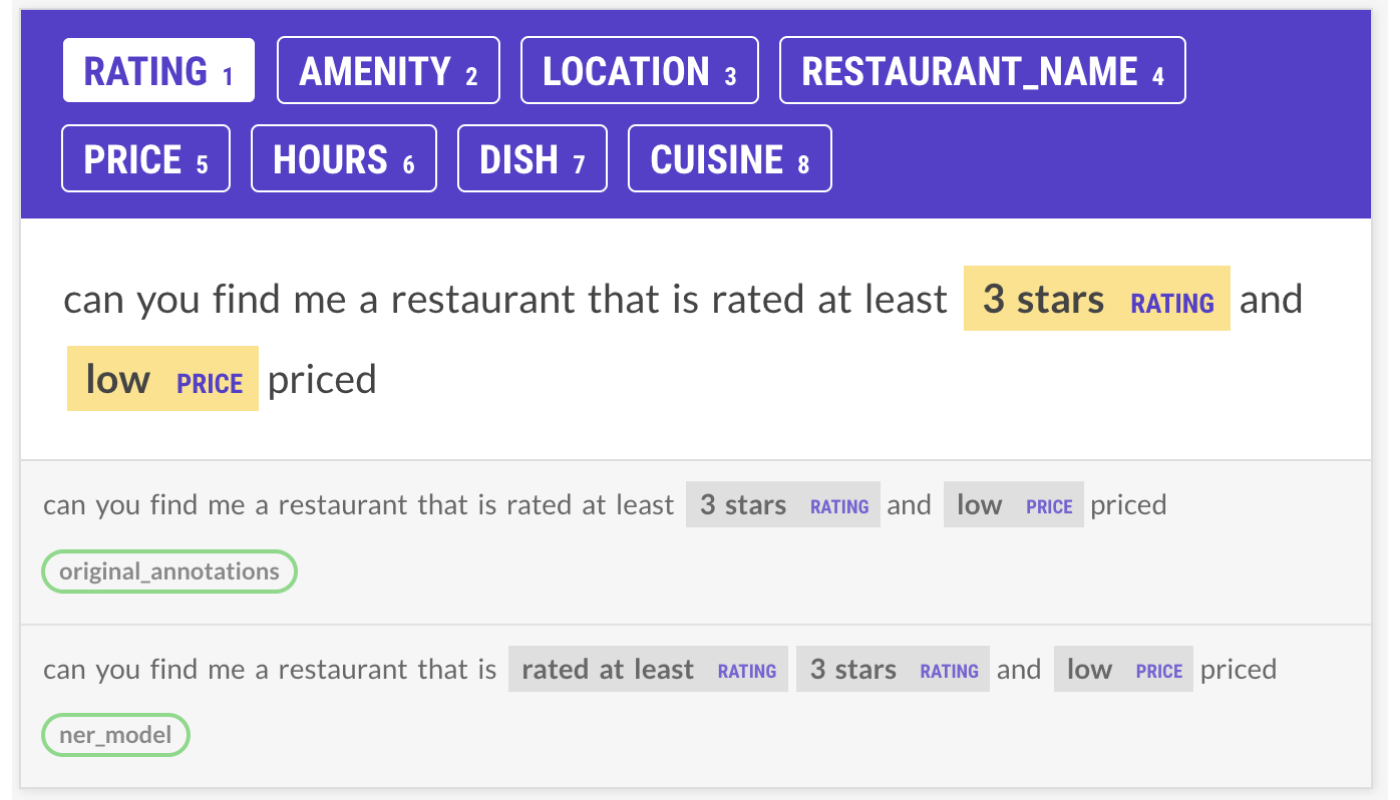 RATING 1 AMENITY 2 LOCATION 3 RESTAURANT_NAME 4
PRICE 5 HOURS 6 DISH 7 CUISINE 8
can you find me a restaurant that is rated at least 3 stars RATING and
low PRICE priced
can you find me a restaurant that is rated at least 3 stars RATING and low PRICE priced
original_annotations
can you find me a restaurant that is rated at least RATING 3 stars RATING and low PRICE priced
ner_model